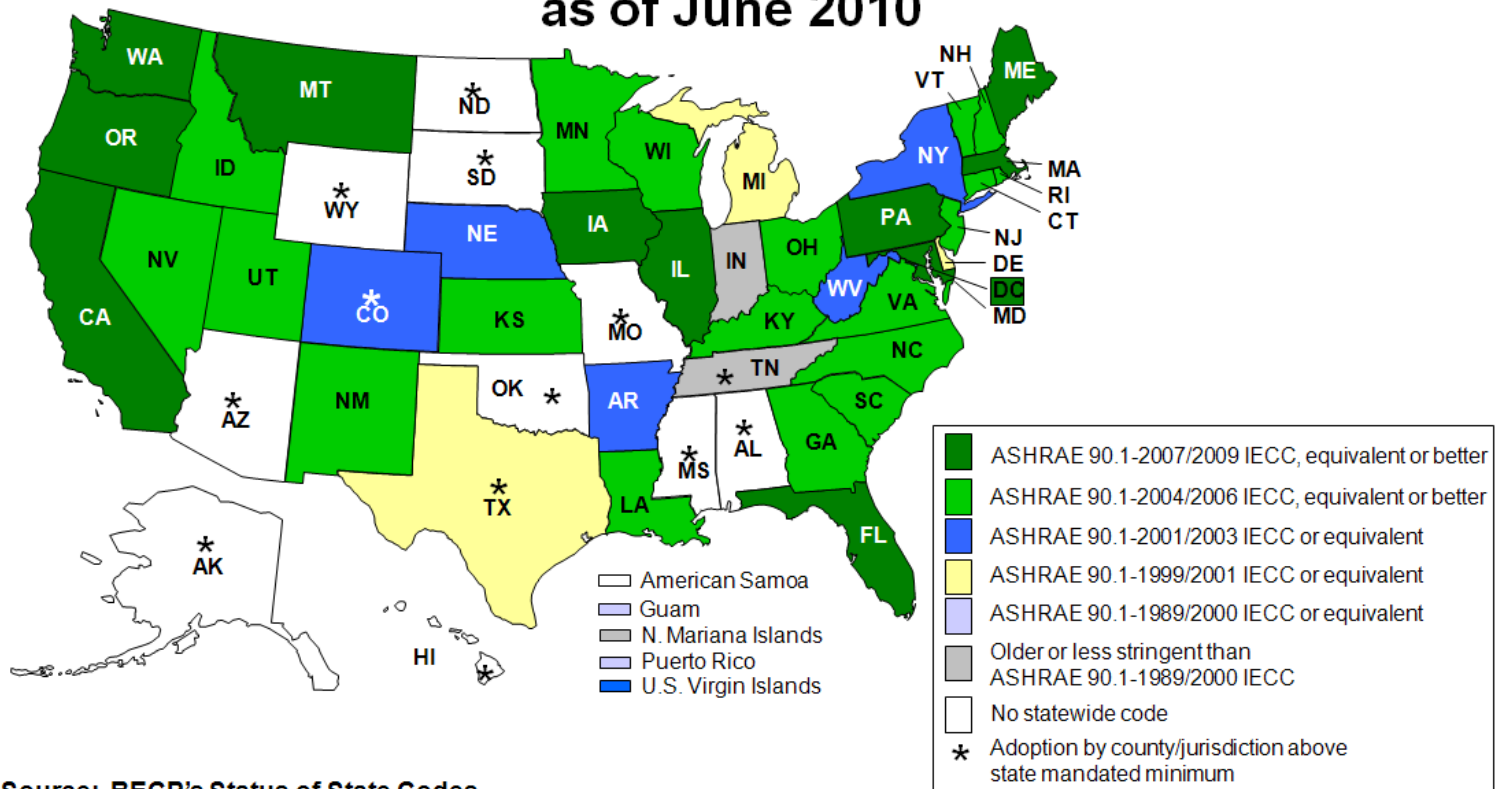 as of June 2010
WA
MT
ND
*
MN
NH
VT
ME
OR
ID
SD
*
WI
MI
NY
MA
RI
CT
WY
*
NE
IA
PA
NJ
DE
DC
MD
NV
UT
CO
*
KS
MO
*
IL
IN
OH
WV
VA
KY
CA
AZ
*
NM
OK *
AR
TN
*
NC
SC
MS
*
AL
*
GA
TX
*
LA
FL
AK
*
HI
*
American Samoa
Guam
N. Mariana Islands
Puerto Rico
U.S. Virgin Islands
ASHRAE 90.1-2007/2009 IECC, equivalent or better
ASHRAE 90.1-2004/2006 IECC, equivalent or better
ASHRAE 90.1-2001/2003 IECC or equivalent
ASHRAE 90.1-1999/2001 IECC or equivalent
ASHRAE 90.1-1989/2000 IECC or equivalent
Older or less stringent than
ASHRAE 90.1-1989/2000 IECC
No statewide code
* Adoption by county/jurisdiction above
state mandated minimum
Source: BECP's Status of State Codes